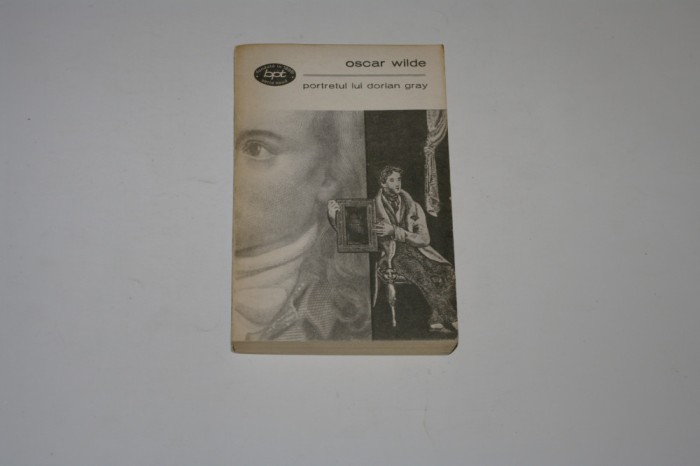 oscar wilde
bpt
portretul lui dorian gray